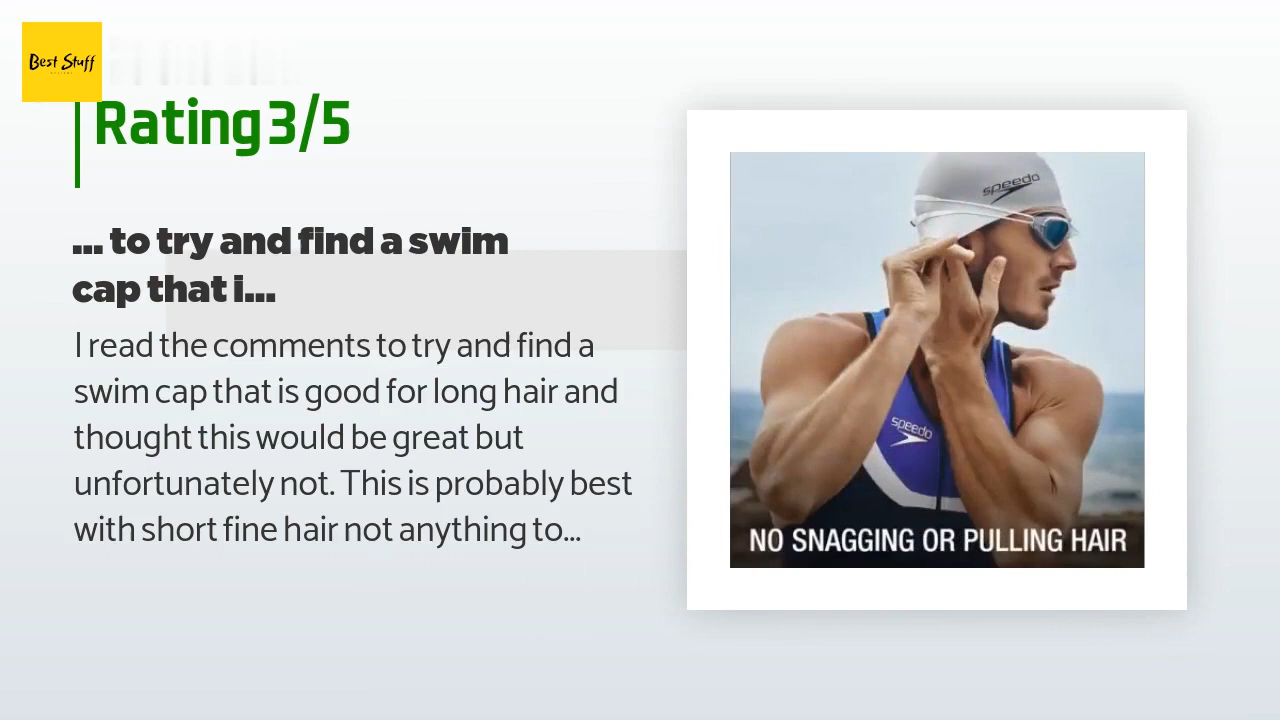 Best Stuff
Rating 3/5
... to try and find a swim
cap that i...
I read the comments to try and find a
swim cap that is good for long hair and
thought this would be great but
unfortunately not. This is probably best
with short fine hair not anything to...
speedo
speedo
NO SNAGGING OR PULLING HAIR